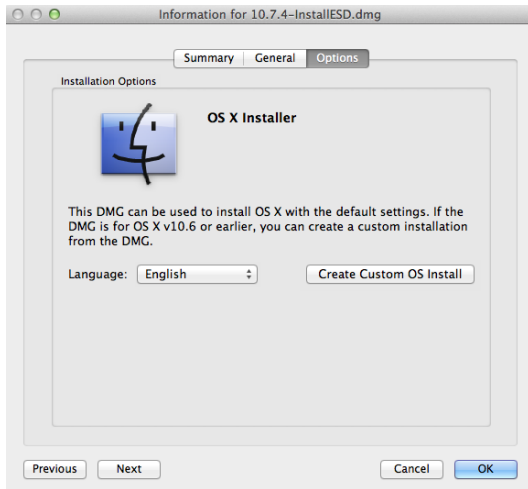 Information for 10.7.4-InstallESD.dmg
Summary General Options
Installation Options
OS X Installer
This DMG can be used to install OS X with the default settings. If the
DMG is for OS X v10.6 or earlier, you can create a custom installation
from the DMG.
Language: English Create Custom OS Install
Previous Next Cancel OK